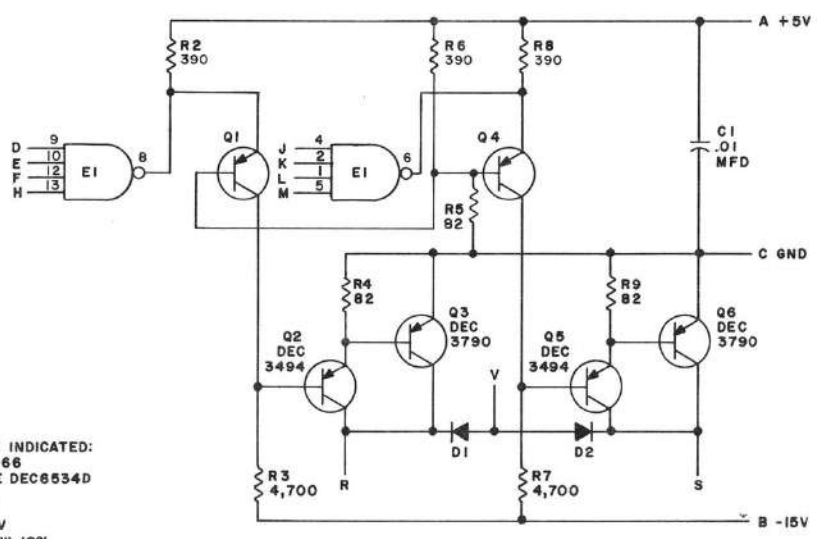 A +5V
R2
390
R6
390
R8
390
C1
.01
MFD
D 9
E 10
F 12
H 13
E1
8
Q1
J 4
K 2
L 1
M 5
E1
6
Q4
R5
82
C GND
R4
82
R9
82
Q2
DEC
3494
Q3
DEC
3790
Q5
DEC
3494
Q6
DEC
3790
V
D1
D2
R3
4,700
R
R7
4,700
S
B -15V
INDICATED:
66
DEC6534D
V
10%